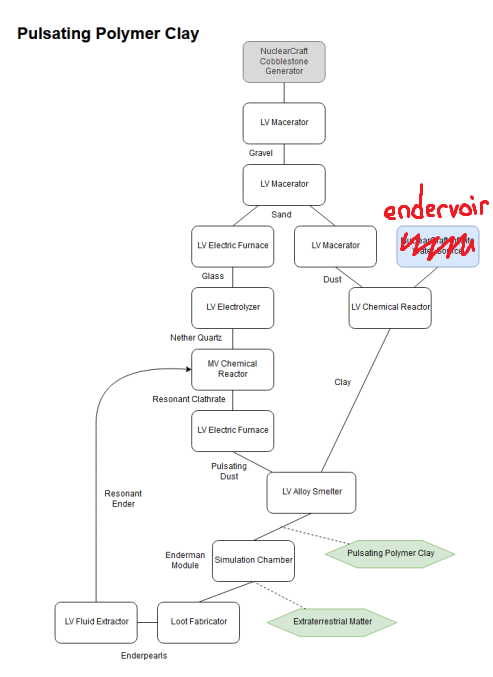 Pulsating Polymer Clay
NuclearCraft
Cobblestone
Generator
LV Macerator
Gravel
LV Macerator
Sand
endervoir
LV Electric Furnace
LV Macerator
Glass
Dust
LV Electrolyzer
LV Chemical Reactor
Nether Quartz
MV Chemical
Reactor
Clay
Resonant Clathrate
LV Electric Furnace
Pulsating
Dust
LV Alloy Smelter
Resonant
Ender
Enderman
Module
Simulation Chamber
Pulsating Polymer Clay
LV Fluid Extractor
Loot Fabricator
Extraterrestrial Matter
Enderpearls